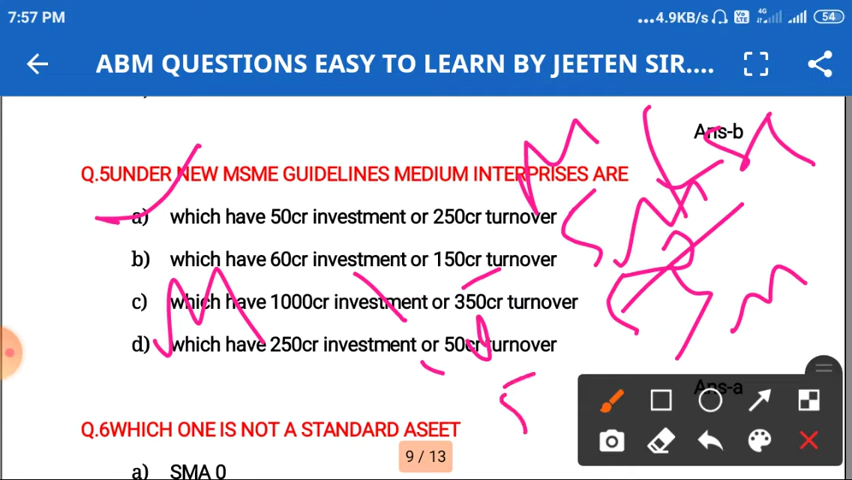 7:57 PM
...4.9KB/s 4G 54
ABM QUESTIONS EASY TO LEARN BY JEETEN SIR....
Ans-b
Q.5UNDER NEW MSME GUIDELINES MEDIUM INTERPRISES ARE
a) which have 50cr investment or 250cr turnover
b) which have 60cr investment or 150cr turnover
c) which have 1000cr investment or 350cr turnover
d) which have 250cr investment or 50cr turnover
Ans-a
Q.6WHICH ONE IS NOT A STANDARD ASEET
9 / 13
a) SMA 0